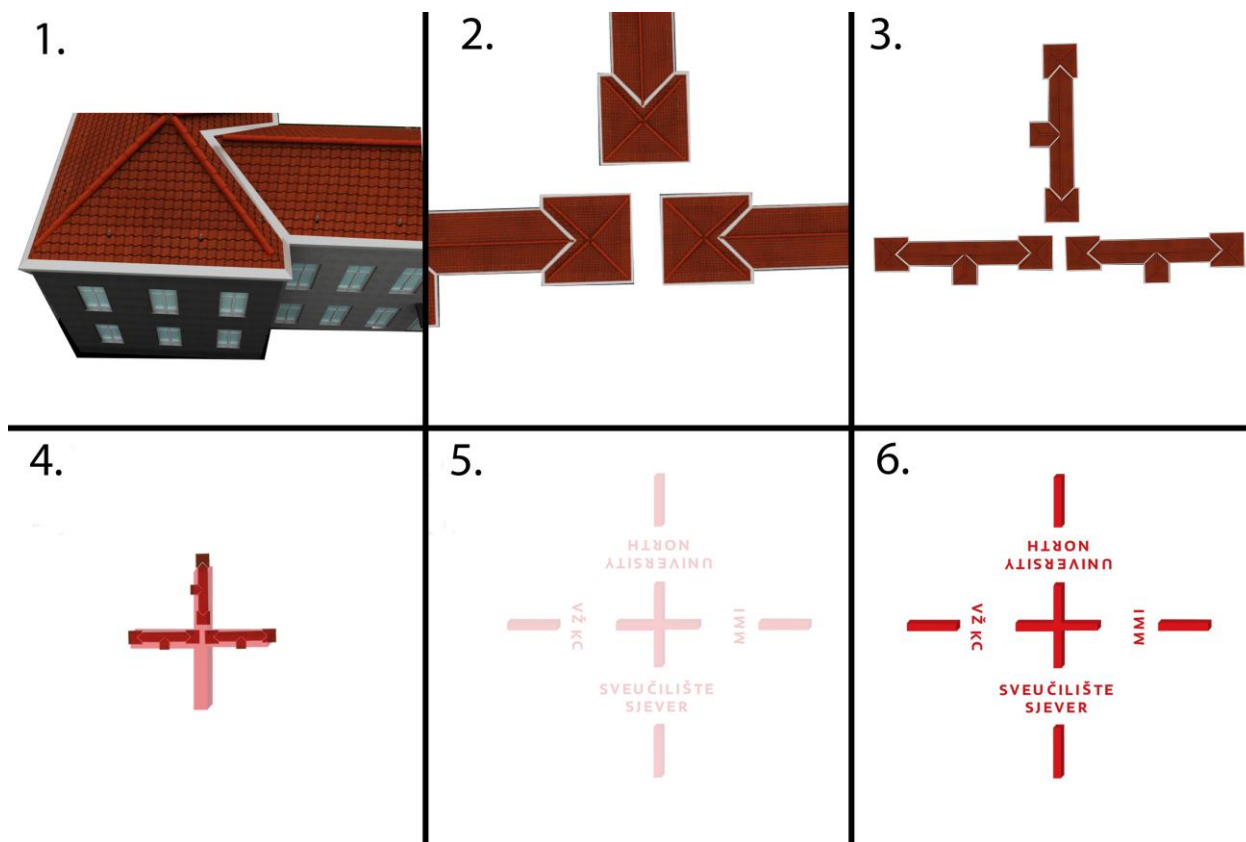 1.
2.
3.
4.
5.
UNIVERSITY
NORTH
VŽ KC
MMI
SVEUČILIŠTE
SJEVER
6.
UNIVERSITY
NORTH
VŽ KC
MMI
SVEUČILIŠTE
SJEVER